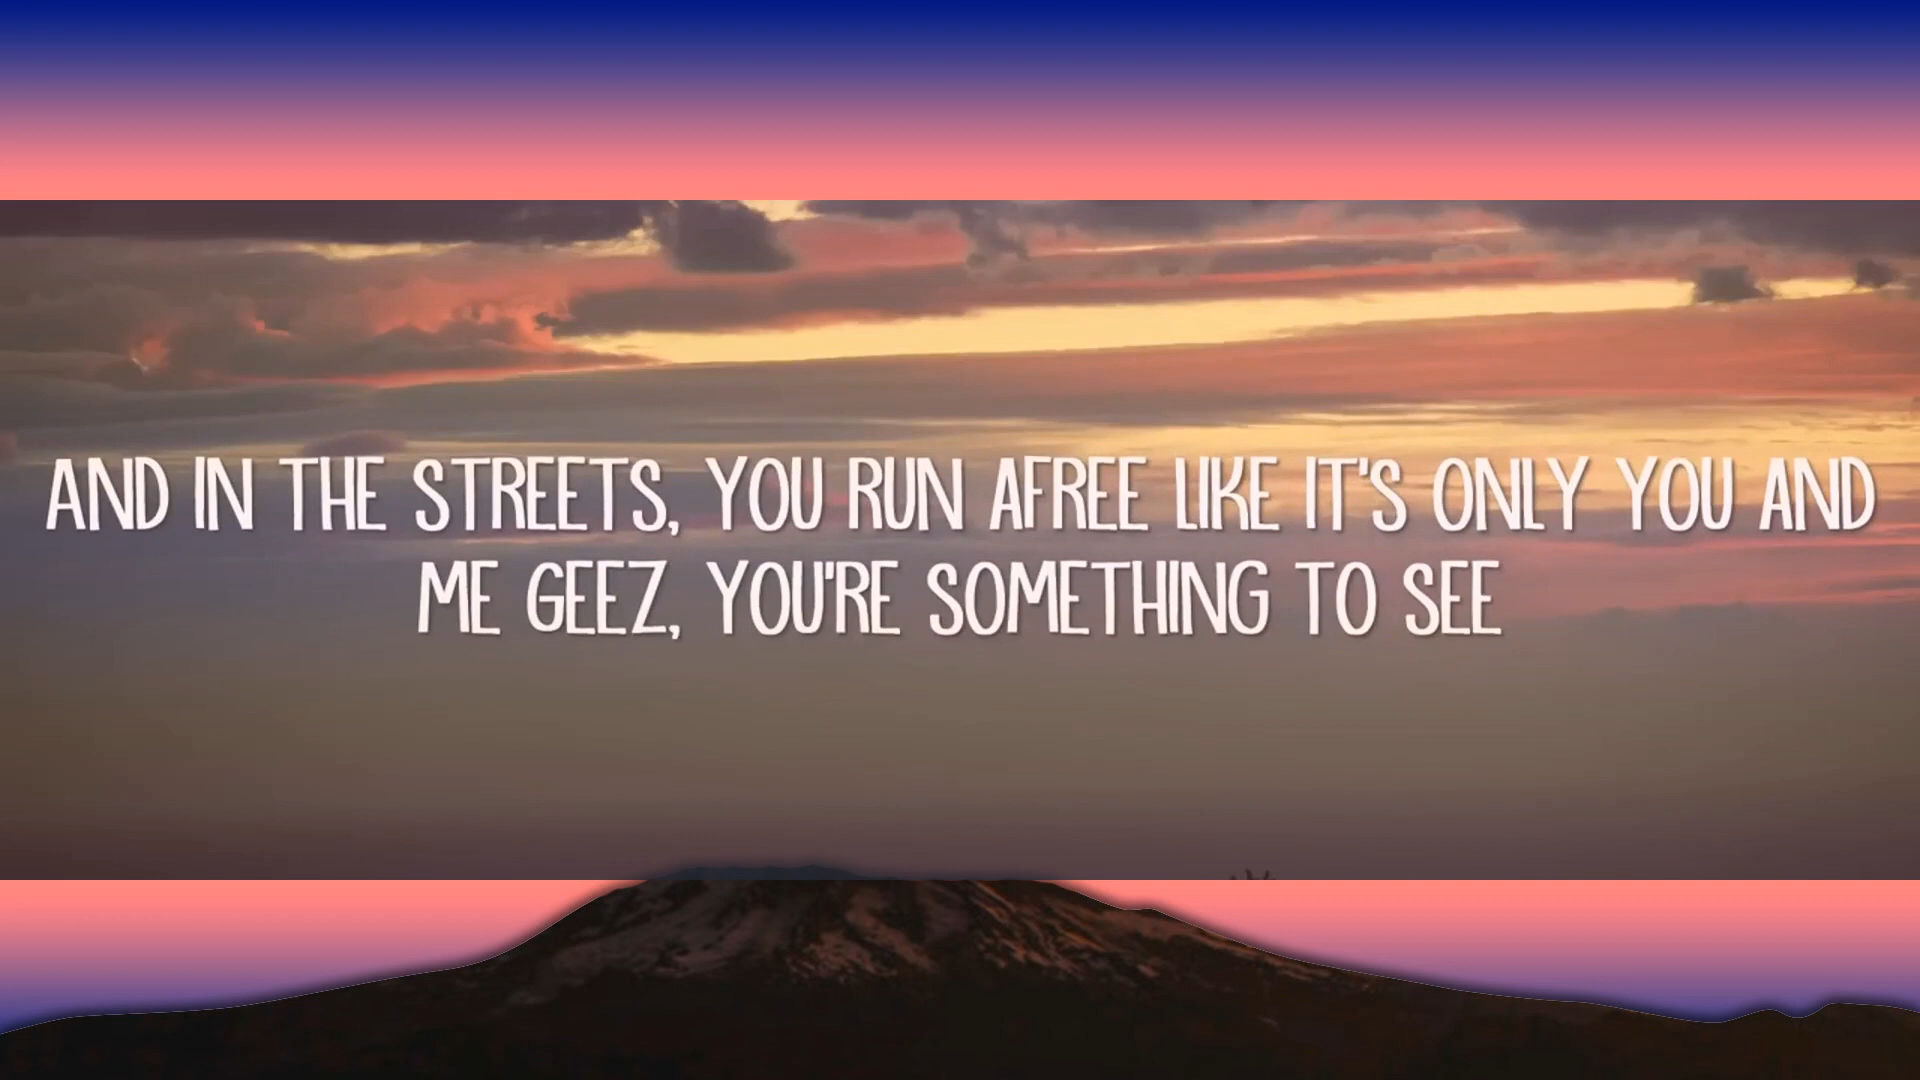 AND IN THE STREETS, YOU RUN AFREE LIKE IT'S ONLY YOU AND
ME GEEZ, YOU'RE SOMETHING TO SEE